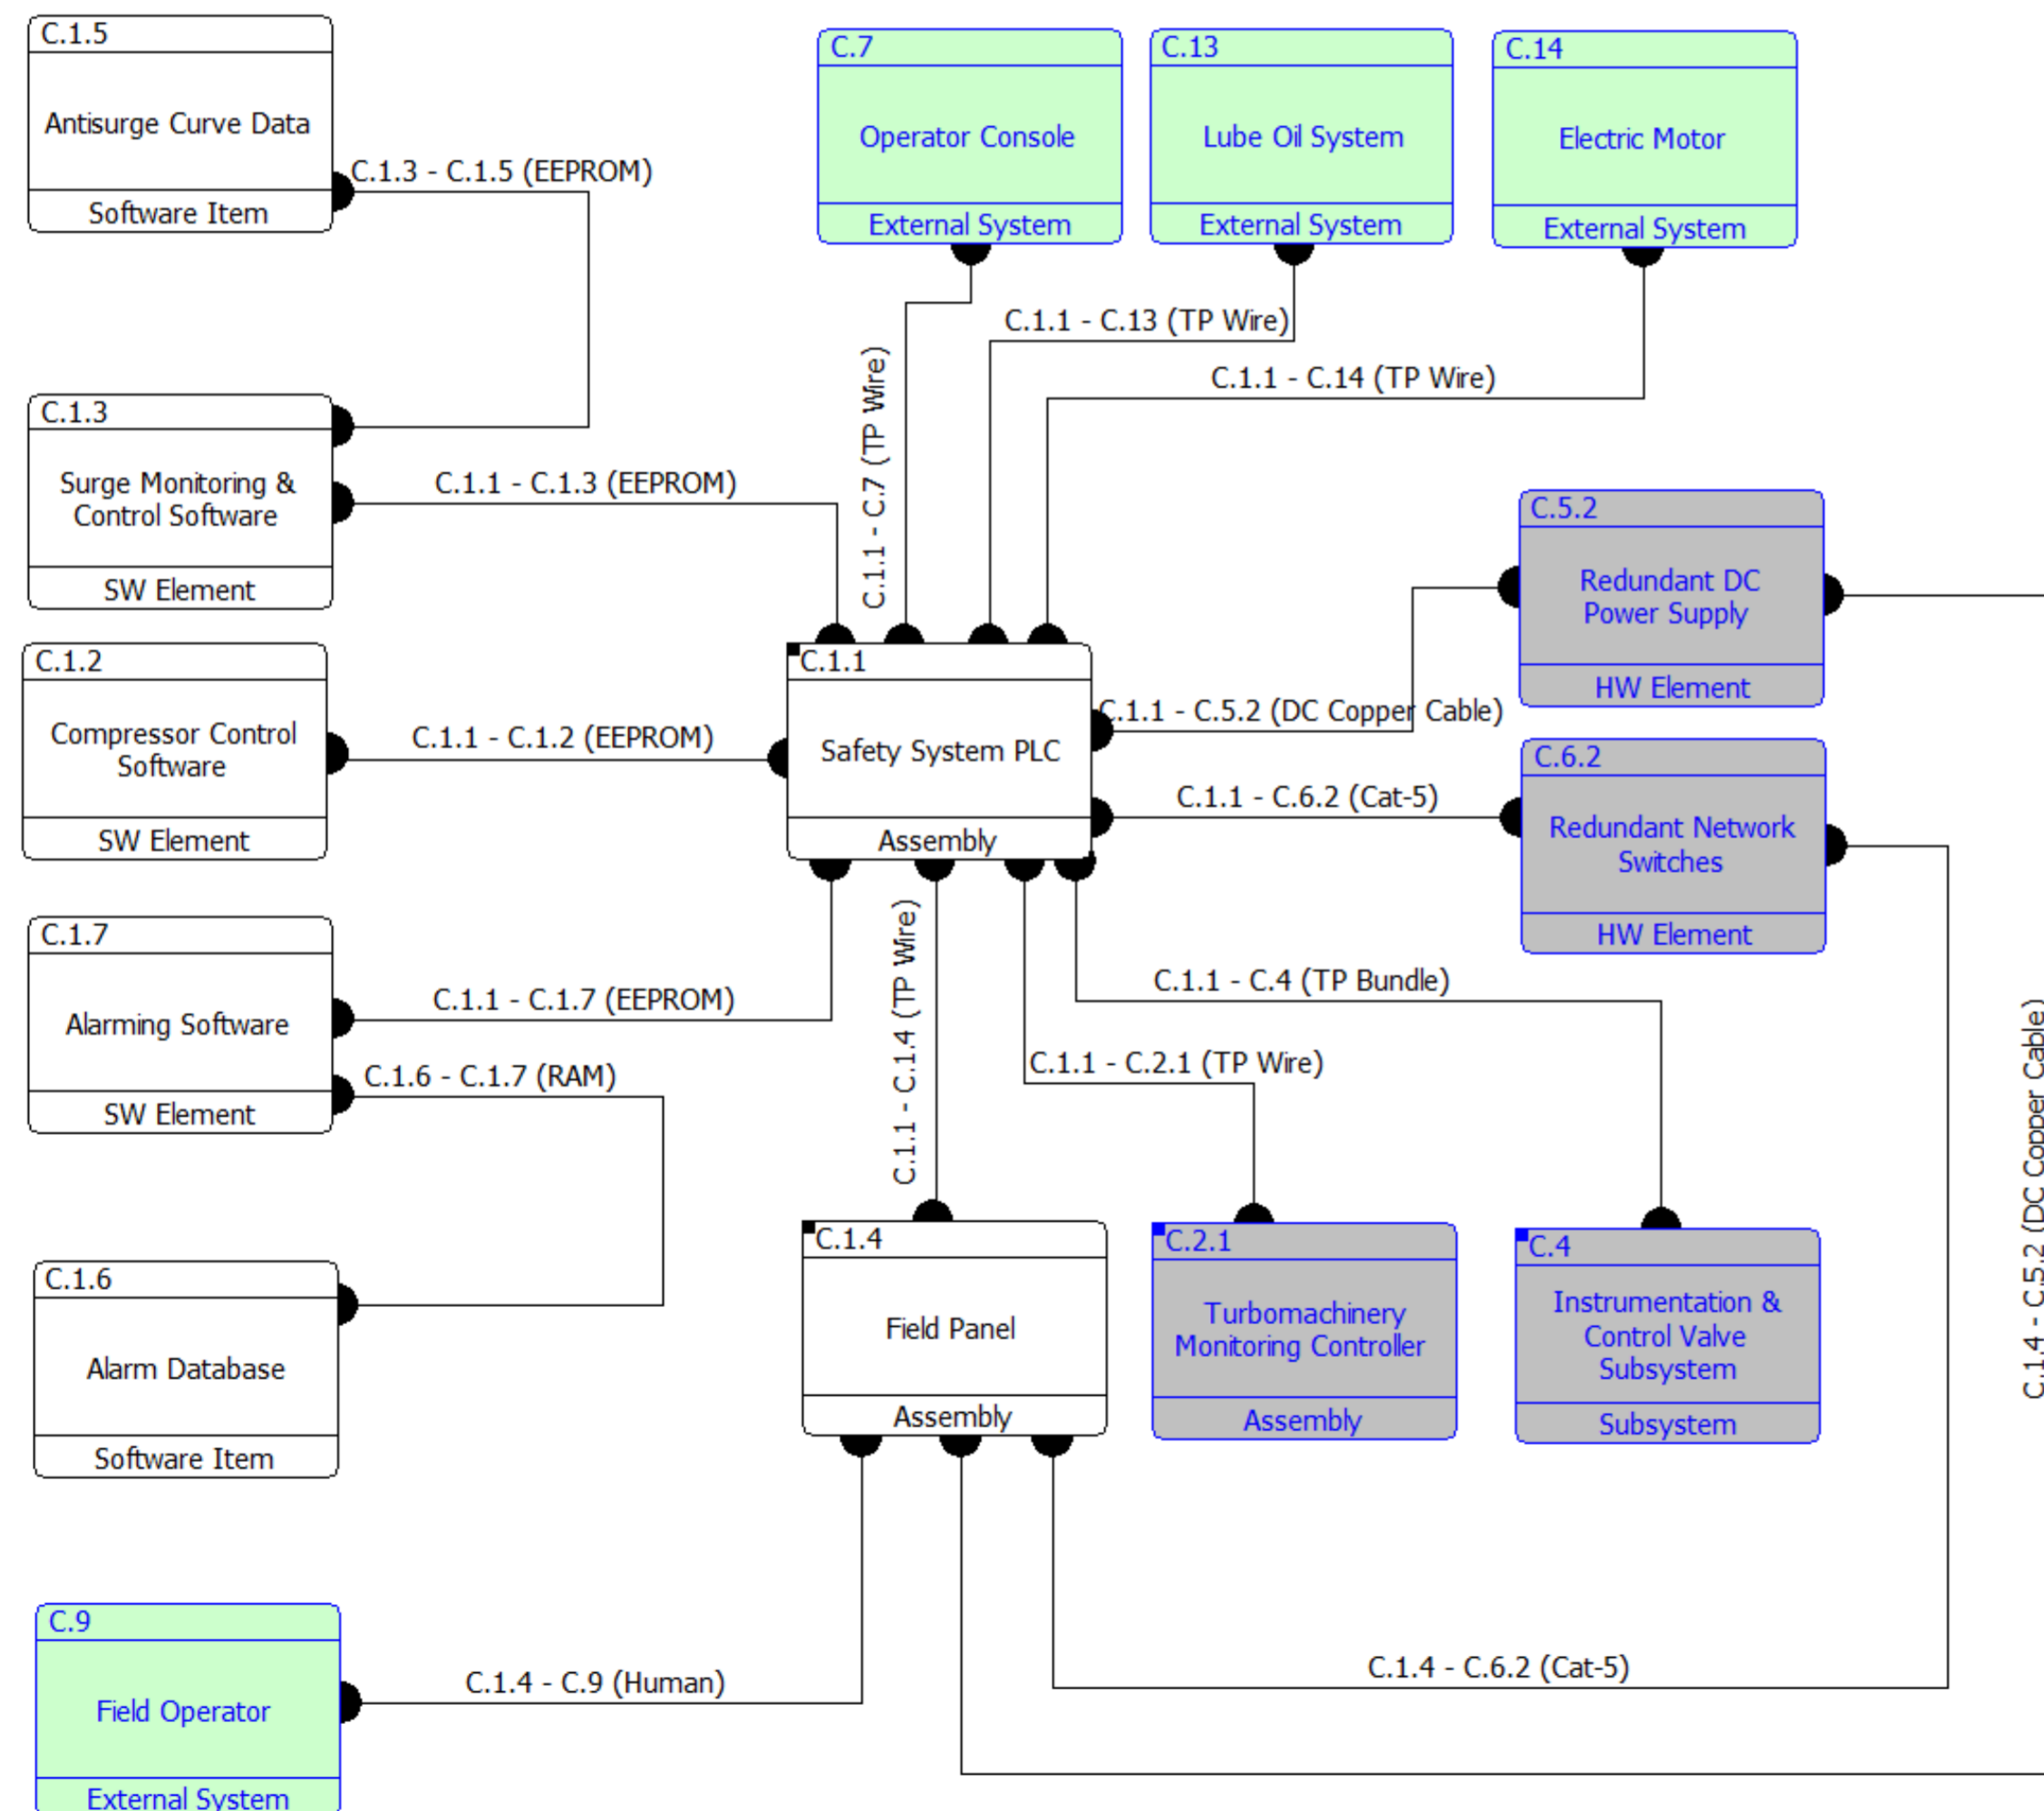 C.1.5
Antisurge Curve Data
Software Item
C.1.3 - C.1.5 (EEPROM)
C.7
Operator Console
External System
C.13
Lube Oil System
External System
C.14
Electric Motor
External System
C.1.1 - C.7 (TP Wire)
C.1.1 - C.13 (TP Wire)
C.1.1 - C.14 (TP Wire)
C.1.3
Surge Monitoring &
Control Software
SW Element
C.1.1 - C.1.3 (EEPROM)
C.5.2
Redundant DC
Power Supply
HW Element
C.1.2
Compressor Control
Software
SW Element
C.1.1 - C.1.2 (EEPROM)
C.1.1
Safety System PLC
Assembly
C.1.1 - C.5.2 (DC Copper Cable)
C.1.1 - C.6.2 (Cat-5)
C.6.2
Redundant Network
Switches
HW Element
C.1.7
Alarming Software
SW Element
C.1.1 - C.1.7 (EEPROM)
C.1.6 - C.1.7 (RAM)
C.1.1 - C.1.4 (TP Wire)
C.1.1 - C.4 (TP Bundle)
C.1.1 - C.2.1 (TP Wire)
C.1.4 - C.5.2 (DC Copper Cable)
C.1.6
Alarm Database
Software Item
C.1.4
Field Panel
Assembly
C.2.1
Turbomachinery
Monitoring Controller
Assembly
C.4
Instrumentation &
Control Valve
Subsystem
Subsystem
C.9
Field Operator
External System
C.1.4 - C.9 (Human)
C.1.4 - C.6.2 (Cat-5)